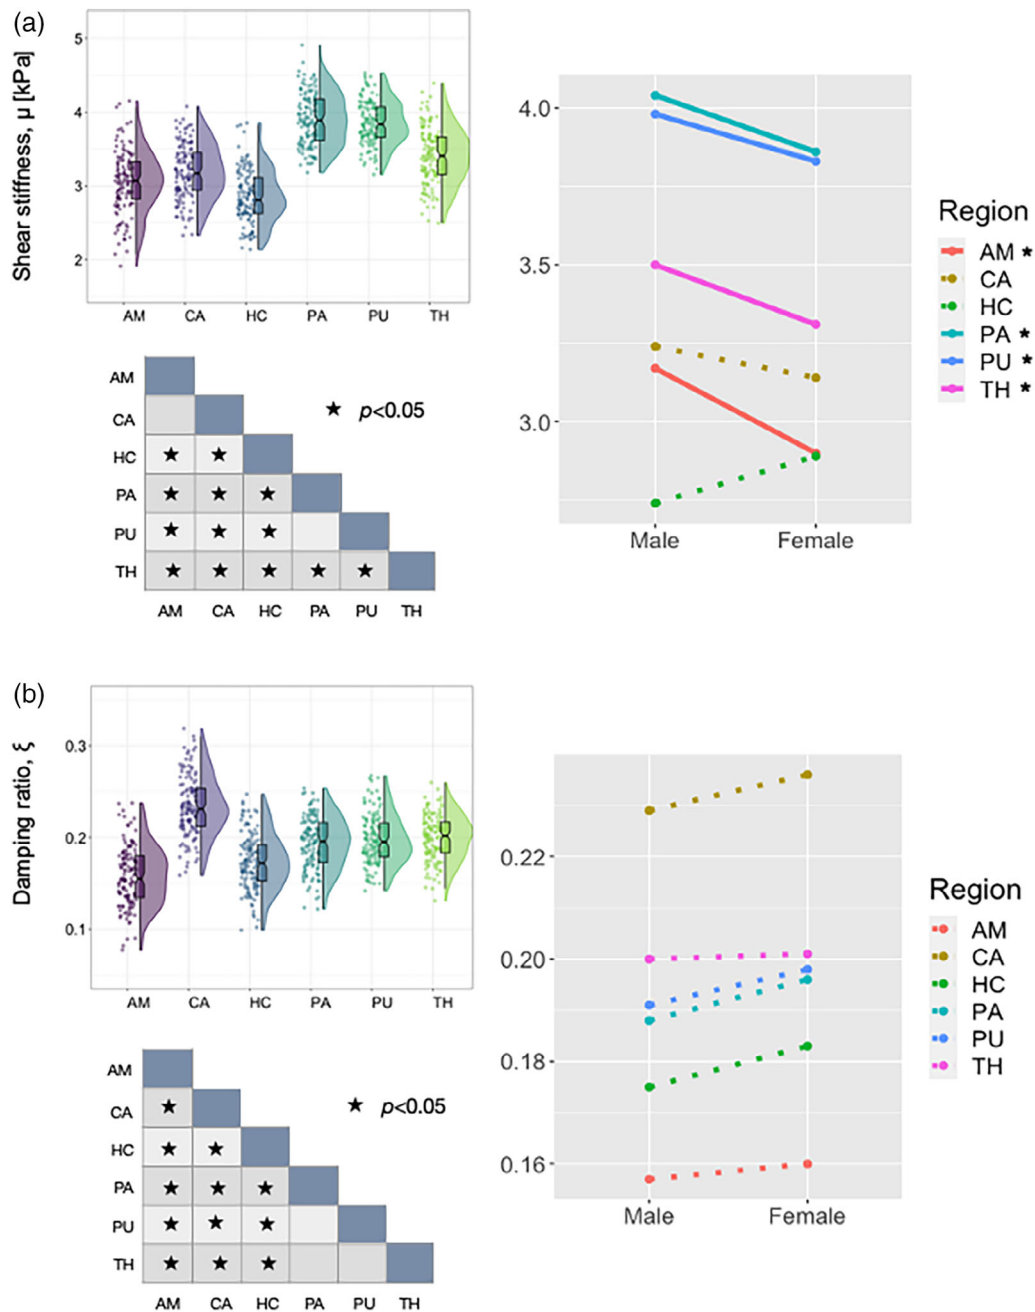 (a)
Shear stiffness, μ [kPa]
5
4
3
2
AM CA HC PA PU TH
AM
CA
HC
PA
PU
TH
★ p<0.05
AM CA HC PA PU TH
4.0
3.5
3.0
Male Female
Region
AM *
CA
HC
PA *
PU *
TH *
(b)
Damping ratio, ξ
0.3
0.2
0.1
AM CA HC PA PU TH
AM
CA
HC
PA
PU
TH
★ p<0.05
AM CA HC PA PU TH
0.22
0.20
0.18
0.16
Male Female
Region
AM
CA
HC
PA
PU
TH